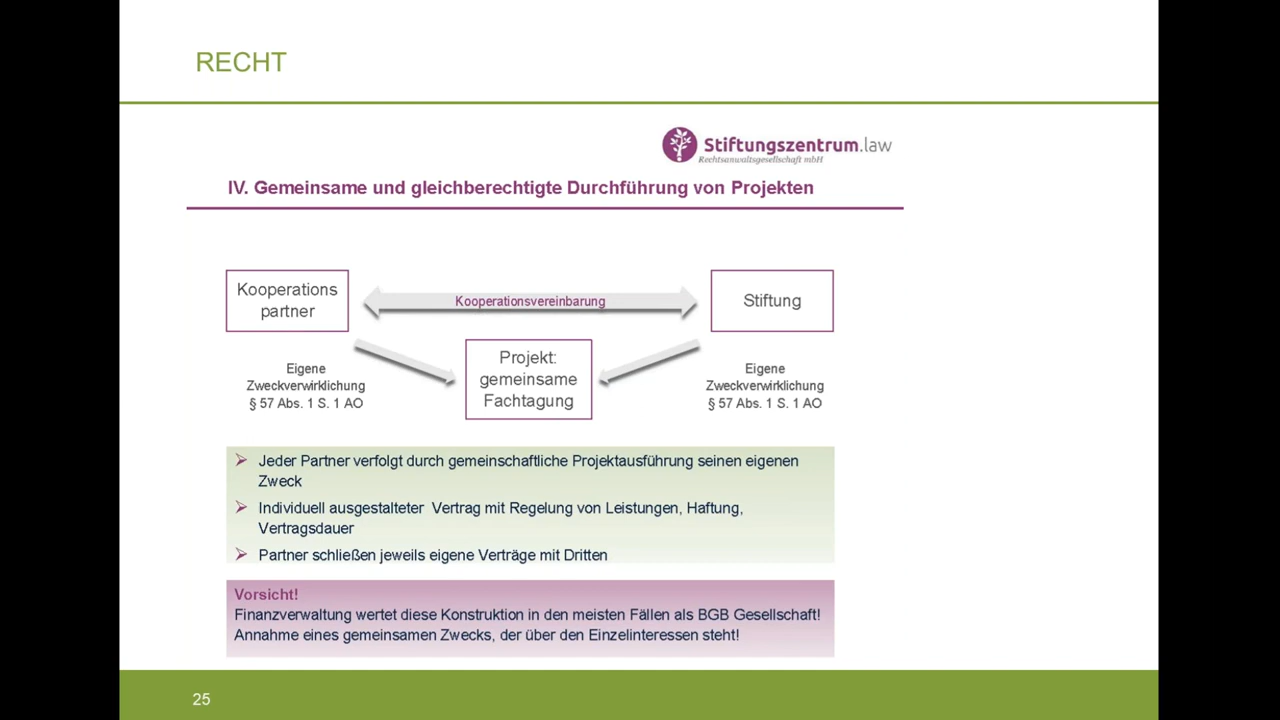 RECHT
Stiftungszentrum.law
Rechtsanwaltsgesellschaft mbH
IV. Gemeinsame und gleichberechtigte Durchführung von Projekten
Kooperations
partner
Kooperationsvereinbarung
Stiftung
Eigene
Zweckverwirklichung
§ 57 Abs. 1 S. 1 AO
Projekt:
gemeinsame
Fachtagung
Eigene
Zweckverwirklichung
§ 57 Abs. 1 S. 1 AO
Jeder Partner verfolgt durch gemeinschaftliche Projektausführung seinen eigenen
Zweck
Individuell ausgestalteter Vertrag mit Regelung von Leistungen, Haftung,
Vertragsdauer
Partner schließen jeweils eigene Verträge mit Dritten
Vorsicht!
Finanzverwaltung wertet diese Konstruktion in den meisten Fällen als BGB Gesellschaft!
Annahme eines gemeinsamen Zwecks, der über den Einzelinteressen steht!
25